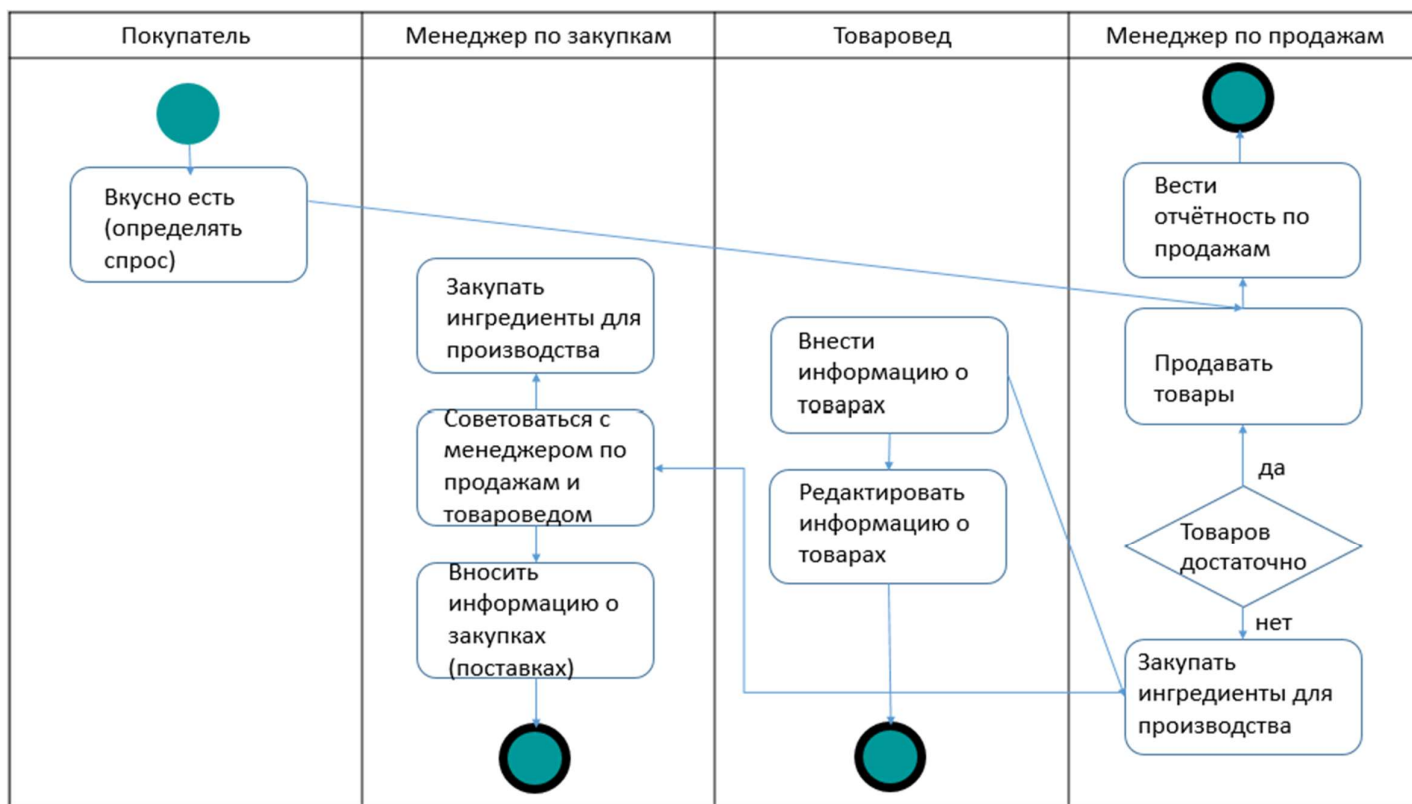 Покупатель
Менеджер по закупкам
Товаровед
Менеджер по продажам
Вкусно есть
(определять
спрос)
Закупать
ингредиенты для
производства
Советоваться с
менеджером по
продажам и
товароведом
Вносить
информацию о
закупках
(поставках)
Внести
информацию о
товарах
Редактировать
информацию о
товарах
Вести
отчётность по
продажам
Продавать
товары
да
Товаров
достаточно
нет
Закупать
ингредиенты для
производства